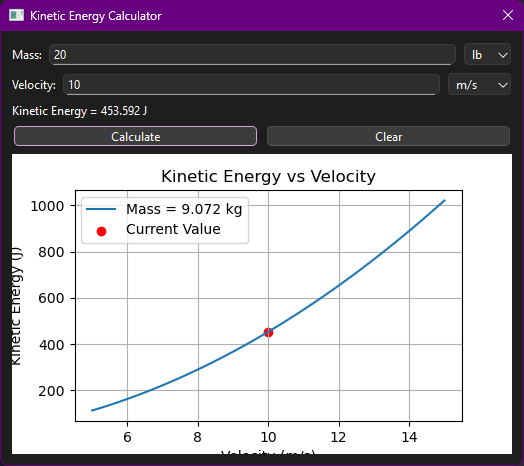 Kinetic Energy Calculator
Mass: 20 lb
Velocity: 10 m/s
Kinetic Energy = 453.592 J
Calculate Clear
Kinetic Energy vs Velocity
Mass = 9.072 kg
Current Value
Kinetic Energy (J)
1000
800
600
400
200
6 8 10 12 14
Velocity (m/s)